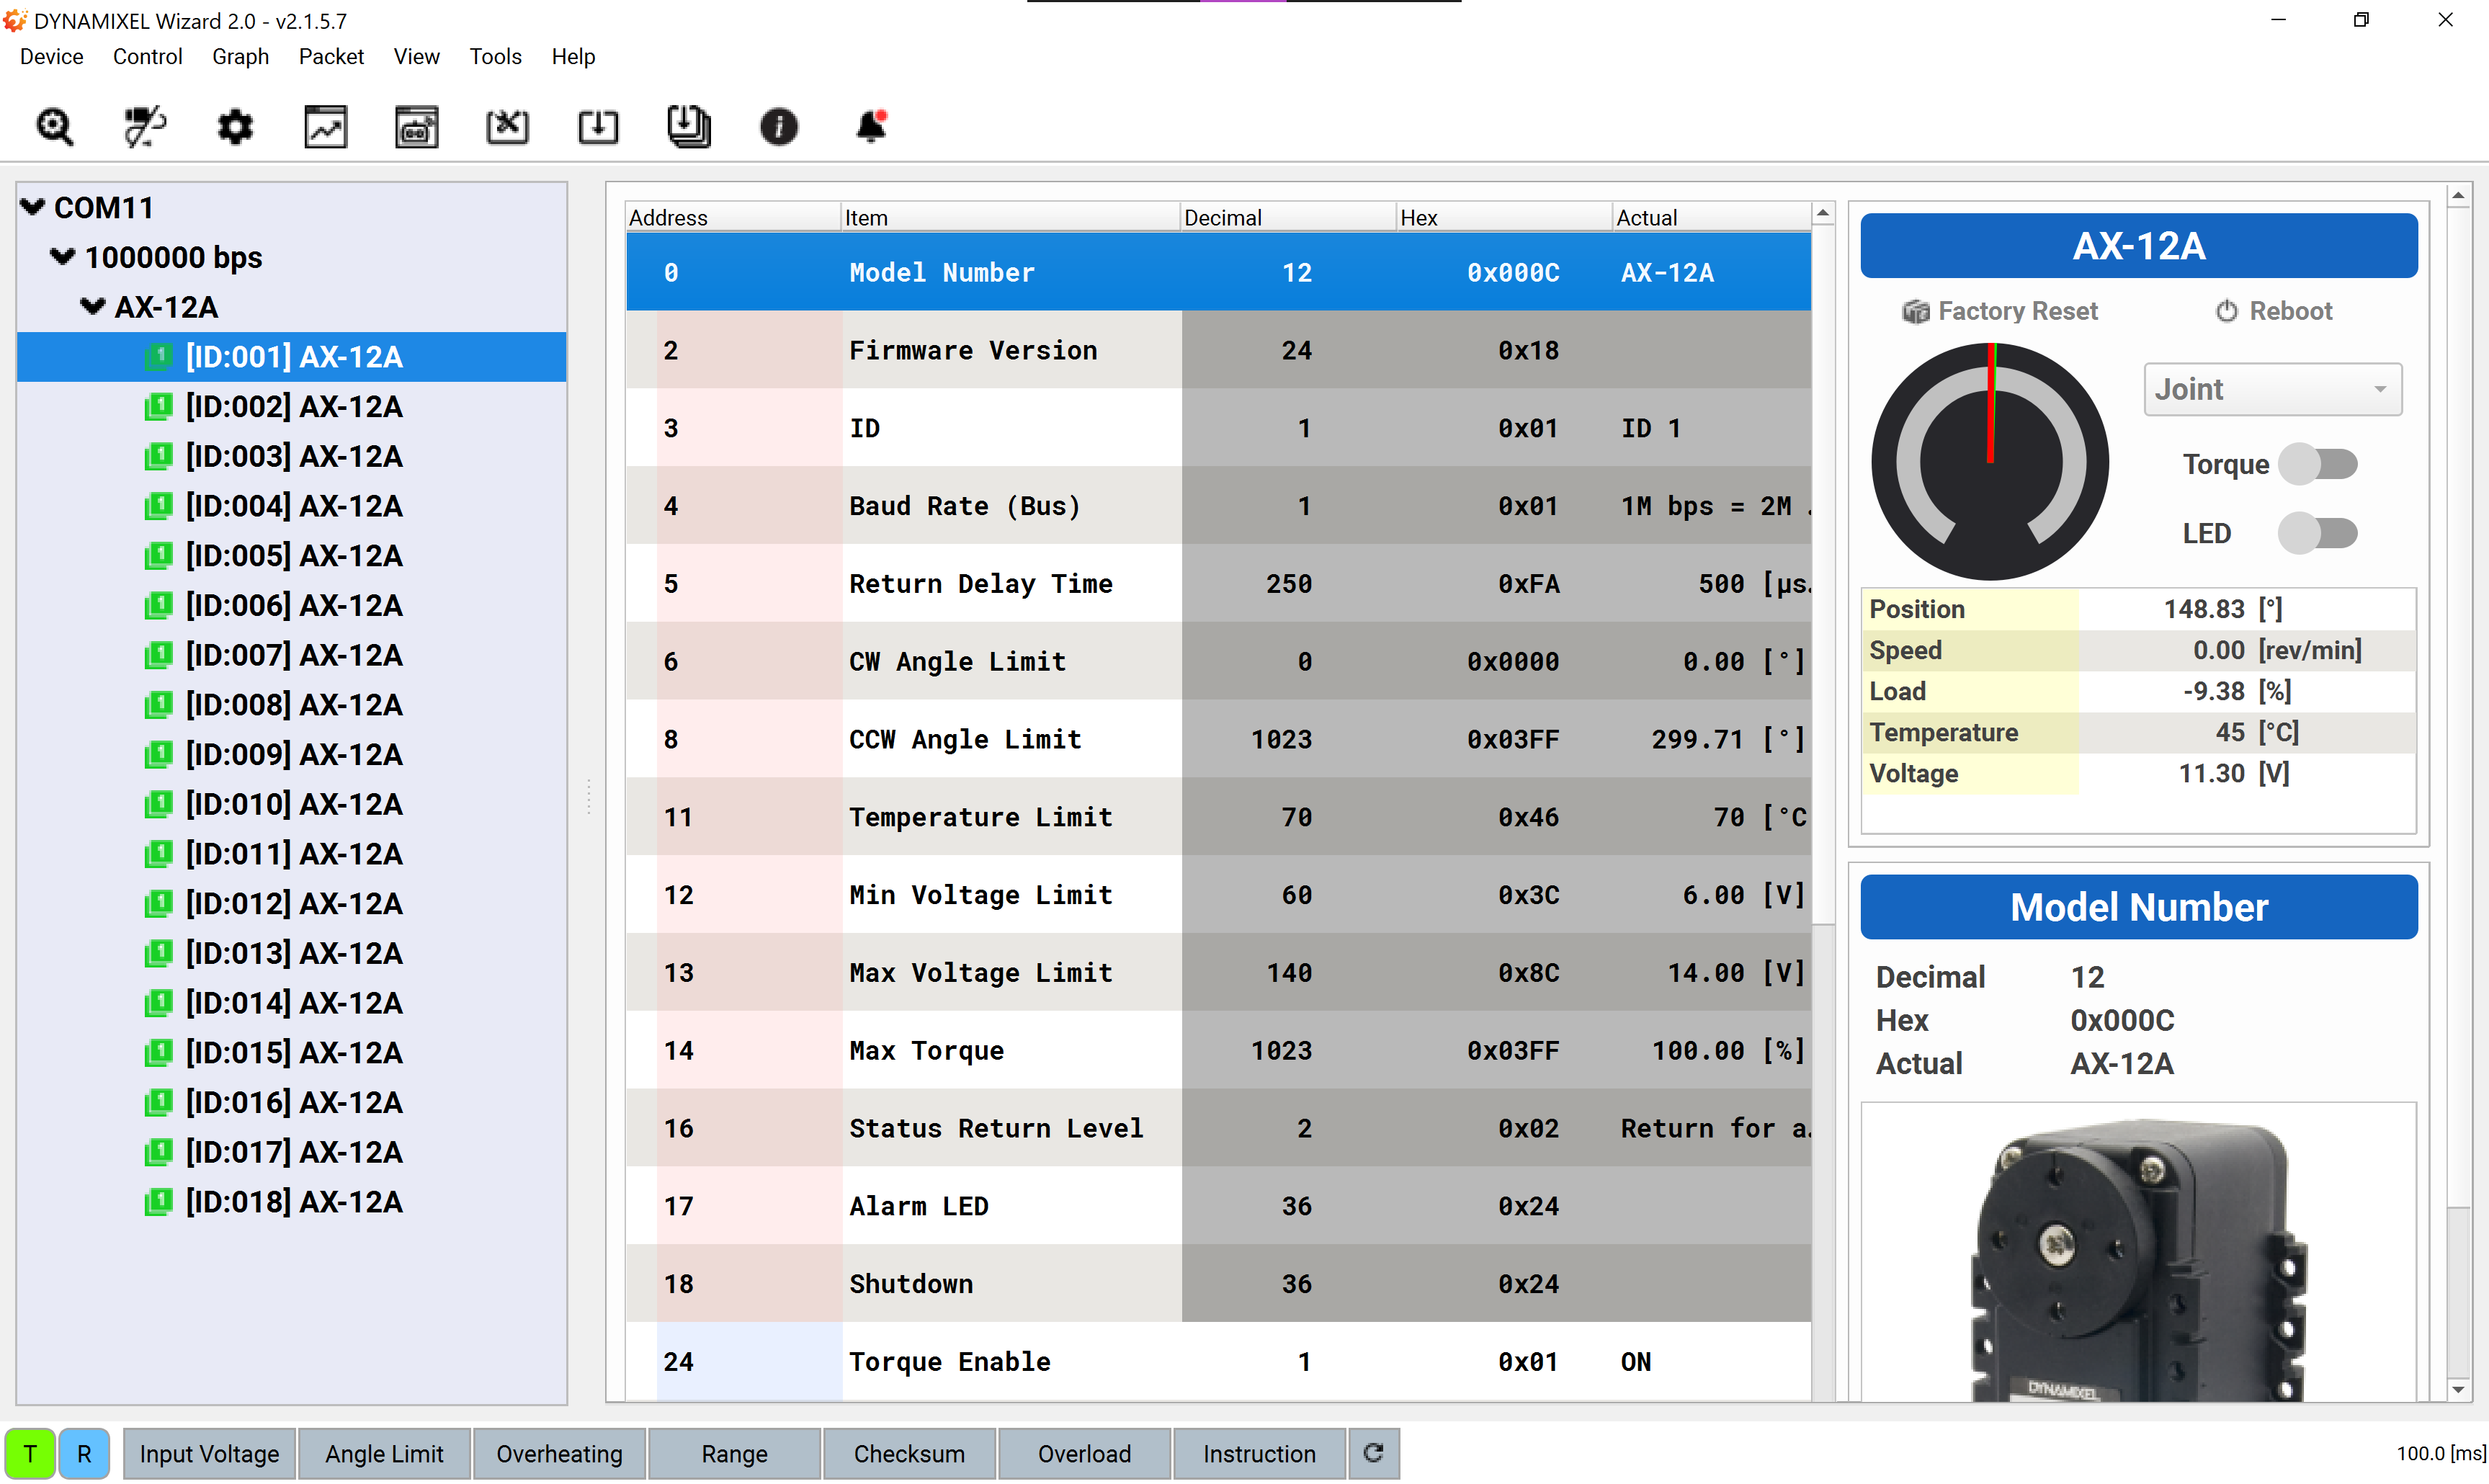 DYNAMIXEL Wizard 2.0 - v2.1.5.7
Device Control Graph Packet View Tools Help
COM11
1000000 bps
AX-12A
[ID:001] AX-12A
[ID:002] AX-12A
[ID:003] AX-12A
[ID:004] AX-12A
[ID:005] AX-12A
[ID:006] AX-12A
[ID:007] AX-12A
[ID:008] AX-12A
[ID:009] AX-12A
[ID:010] AX-12A
[ID:011] AX-12A
[ID:012] AX-12A
[ID:013] AX-12A
[ID:014] AX-12A
[ID:015] AX-12A
[ID:016] AX-12A
[ID:017] AX-12A
[ID:018] AX-12A
Address Item Decimal Hex Actual
0 Model Number 12 0x000C AX-12A
2 Firmware Version 24 0x18
3 ID 1 0x01 ID 1
4 Baud Rate (Bus) 1 0x01 1M bps = 2M .
5 Return Delay Time 250 0xFA 500 [µs.
6 CW Angle Limit 0 0x0000 0.00 [°]
8 CCW Angle Limit 1023 0x03FF 299.71 [°]
11 Temperature Limit 70 0x46 70 [°C
12 Min Voltage Limit 60 0x3C 6.00 [V]
13 Max Voltage Limit 140 0x8C 14.00 [V]
14 Max Torque 1023 0x03FF 100.00 [%]
16 Status Return Level 2 0x02 Return for a.
17 Alarm LED 36 0x24
18 Shutdown 36 0x24
24 Torque Enable 1 0x01 ON
AX-12A
Factory Reset Reboot
Joint
Torque
LED
Position 148.83 [°]
Speed 0.00 [rev/min]
Load -9.38 [%]
Temperature 45 [°C]
Voltage 11.30 [V]
Model Number
Decimal 12
Hex 0x000C
Actual AX-12A
DYNAMIXEL
T R Input Voltage Angle Limit Overheating Range Checksum Overload Instruction 100.0 [ms]